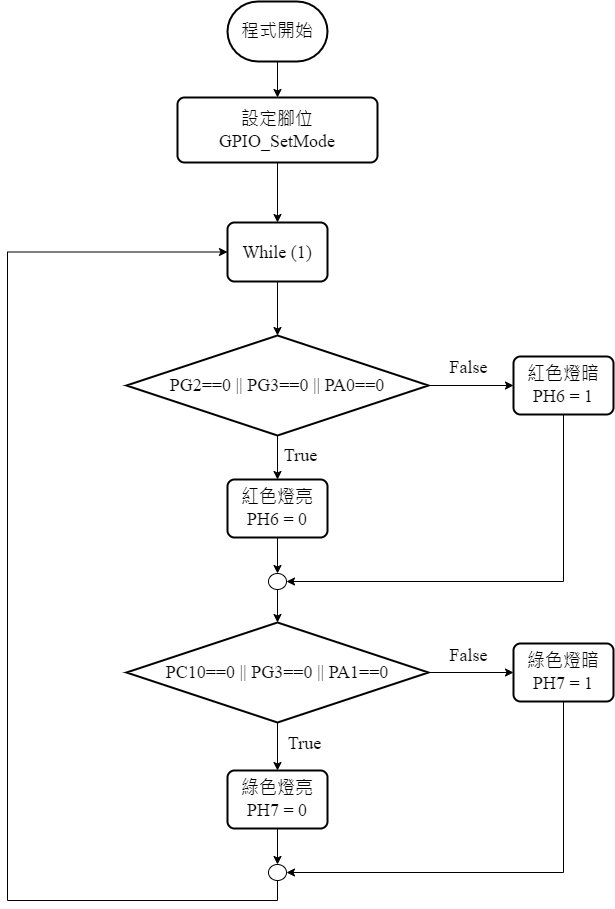 程式開始
設定腳位
GPIO_SetMode
While (1)
PG2==0 || PG3==0 || PA0==0
False
紅色燈暗
PH6 = 1
True
紅色燈亮
PH6 = 0
PC10==0 || PG3==0 || PA1==0
False
綠色燈暗
PH7 = 1
True
綠色燈亮
PH7 = 0